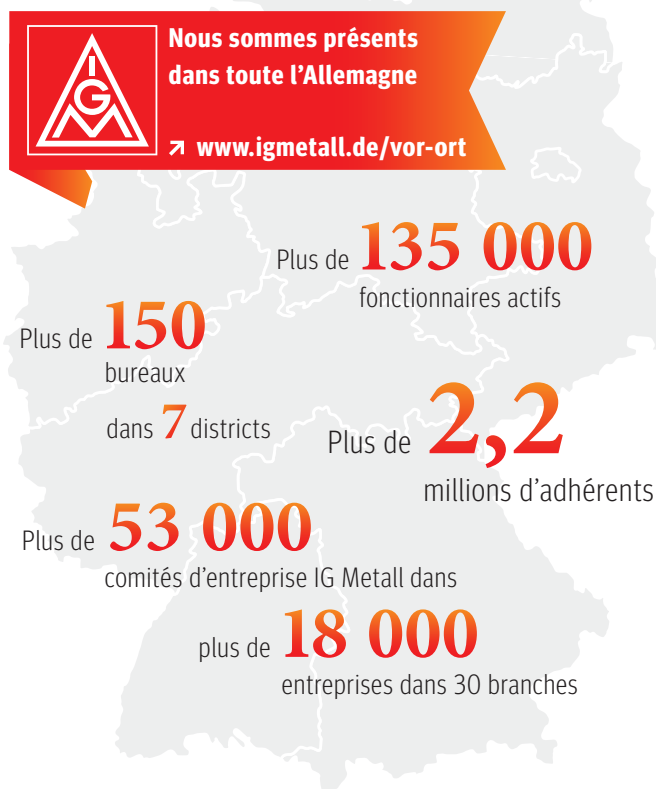 IGM
Nous sommes présents
dans toute l’Allemagne
↗ www.igmetall.de/vor-ort
Plus de 135 000
fonctionnaires actifs
Plus de 150
bureaux
dans 7 districts
Plus de 2,2
millions d’adhérents
Plus de 53 000
comités d’entreprise IG Metall dans
plus de 18 000
entreprises dans 30 branches